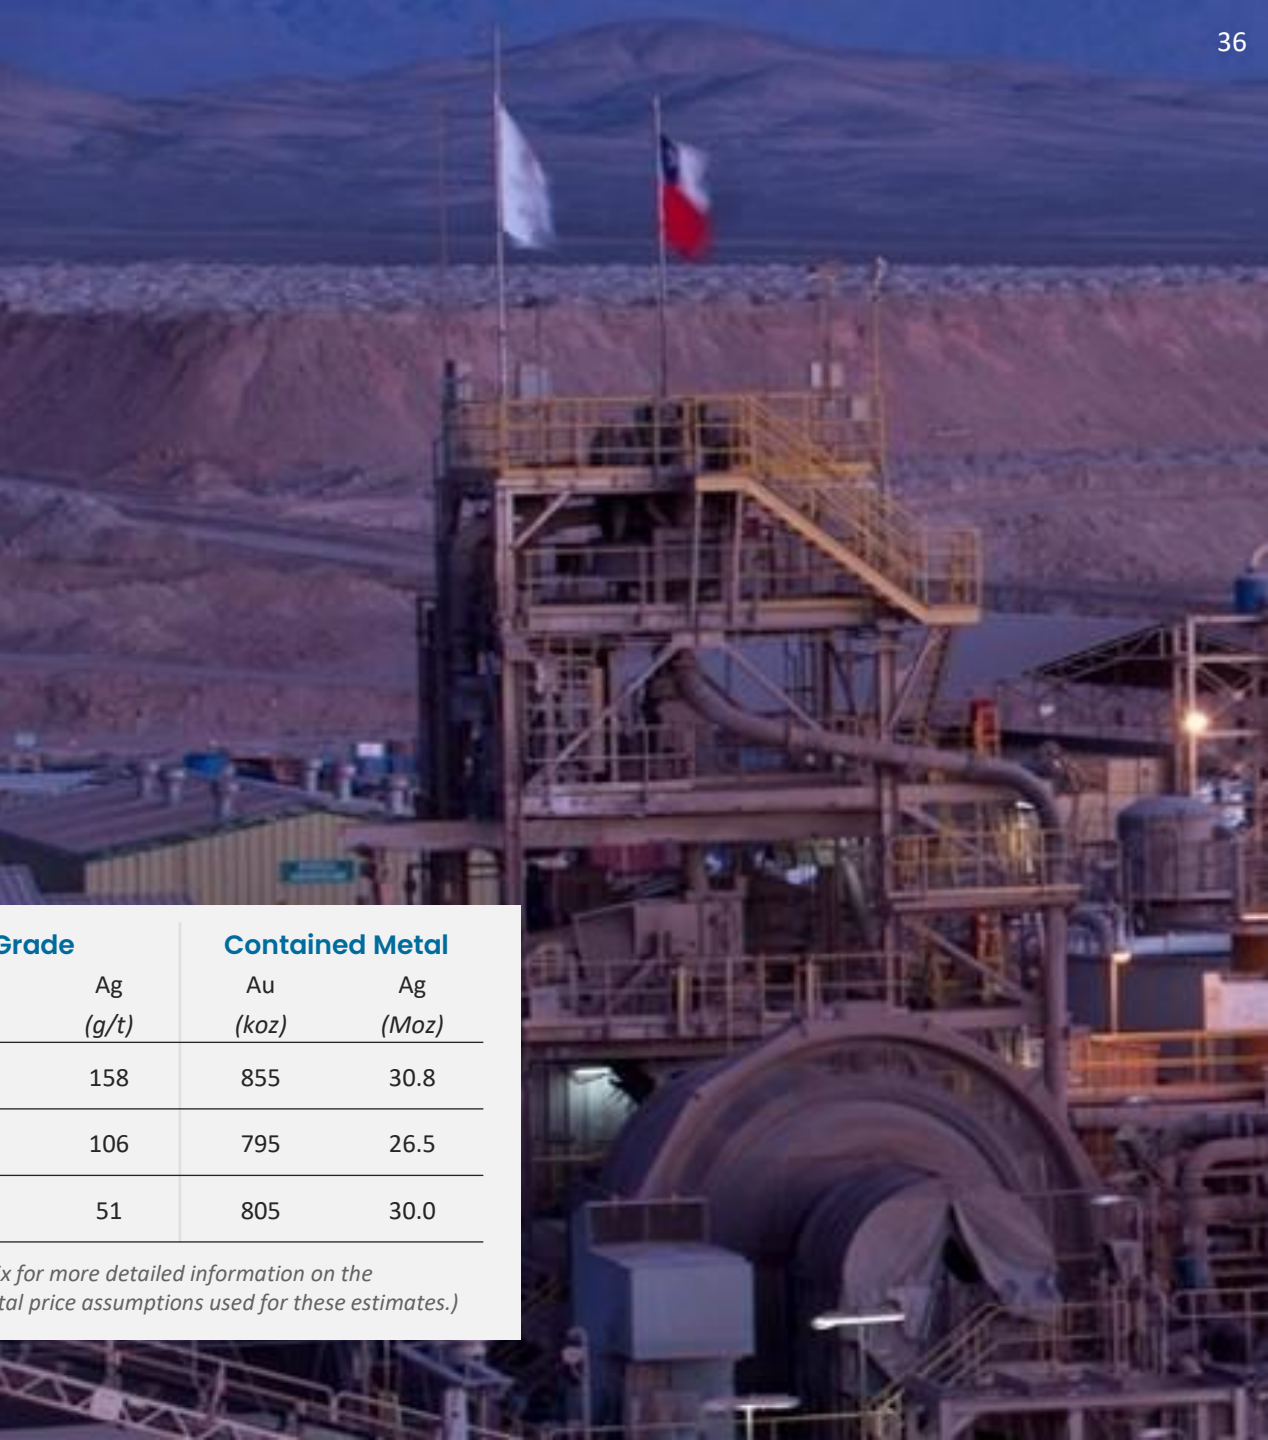 36
Grade Contained Metal
Ag Au Ag
(g/t) (koz) (Moz)
158 855 30.8
106 795 26.5
51 805 30.0
for more detailed information on the
price assumptions used for these estimates.)